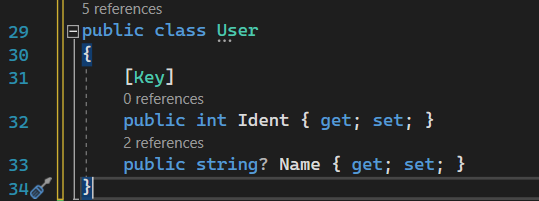 5 references
29 public class User
30 {
31 [Key]
0 references
32 public int Ident { get; set; }
2 references
33 public string? Name { get; set; }
34 }